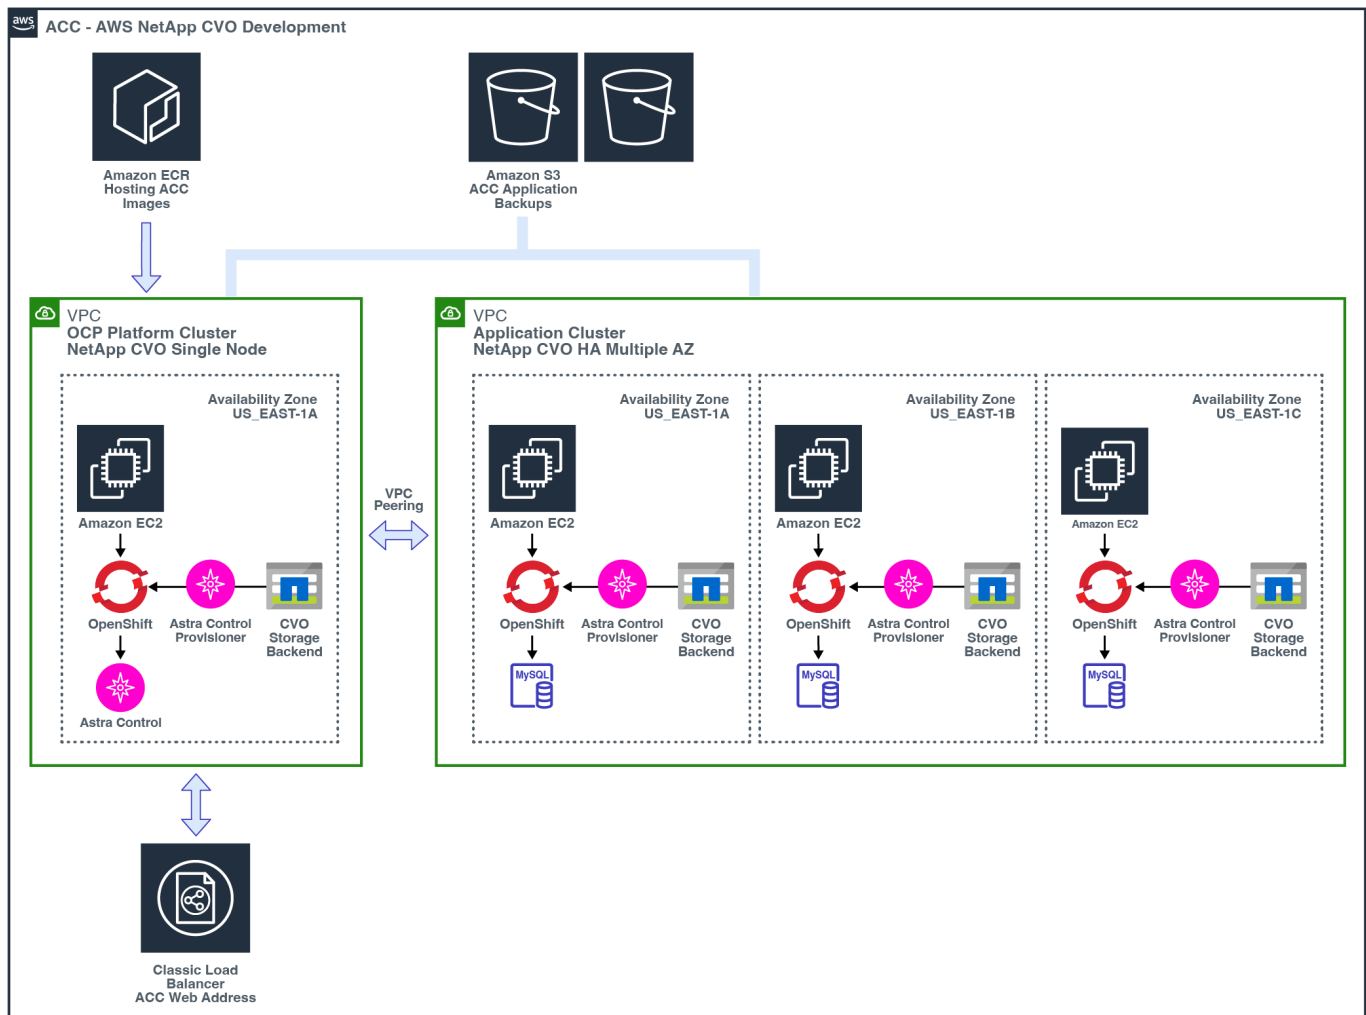 aws
ACC - AWS NetApp CVO Development
Amazon ECR
Hosting ACC
Images
Amazon S3
ACC Application
Backups
VPC
OCP Platform Cluster
NetApp CVO Single Node
Availability Zone
US_EAST-1A
Amazon EC2
OpenShift
Astra Control
Provisioner
CVO
Storage
Backend
Astra Control
VPC
Peering
VPC
Application Cluster
NetApp CVO HA Multiple AZ
Availability Zone
US_EAST-1A
Amazon EC2
OpenShift
Astra Control
Provisioner
CVO
Storage
Backend
MySQL
Availability Zone
US_EAST-1B
Amazon EC2
OpenShift
Astra Control
Provisioner
CVO
Storage
Backend
MySQL
Availability Zone
US_EAST-1C
Amazon EC2
OpenShift
Astra Control
Provisioner
CVO
Storage
Backend
MySQL
Classic Load
Balancer
ACC Web Address